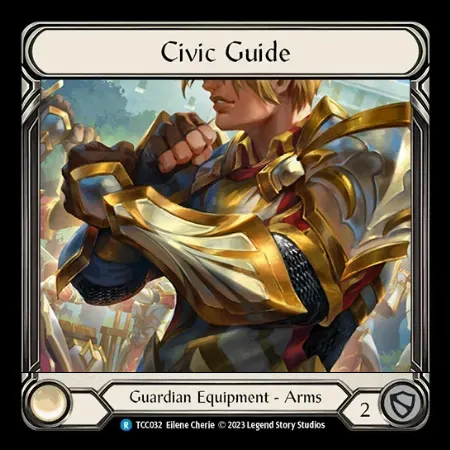 Civic Guide
Guardian Equipment - Arms
2
R TCC032 Eilene Cherie © 2023 Legend Story Studios